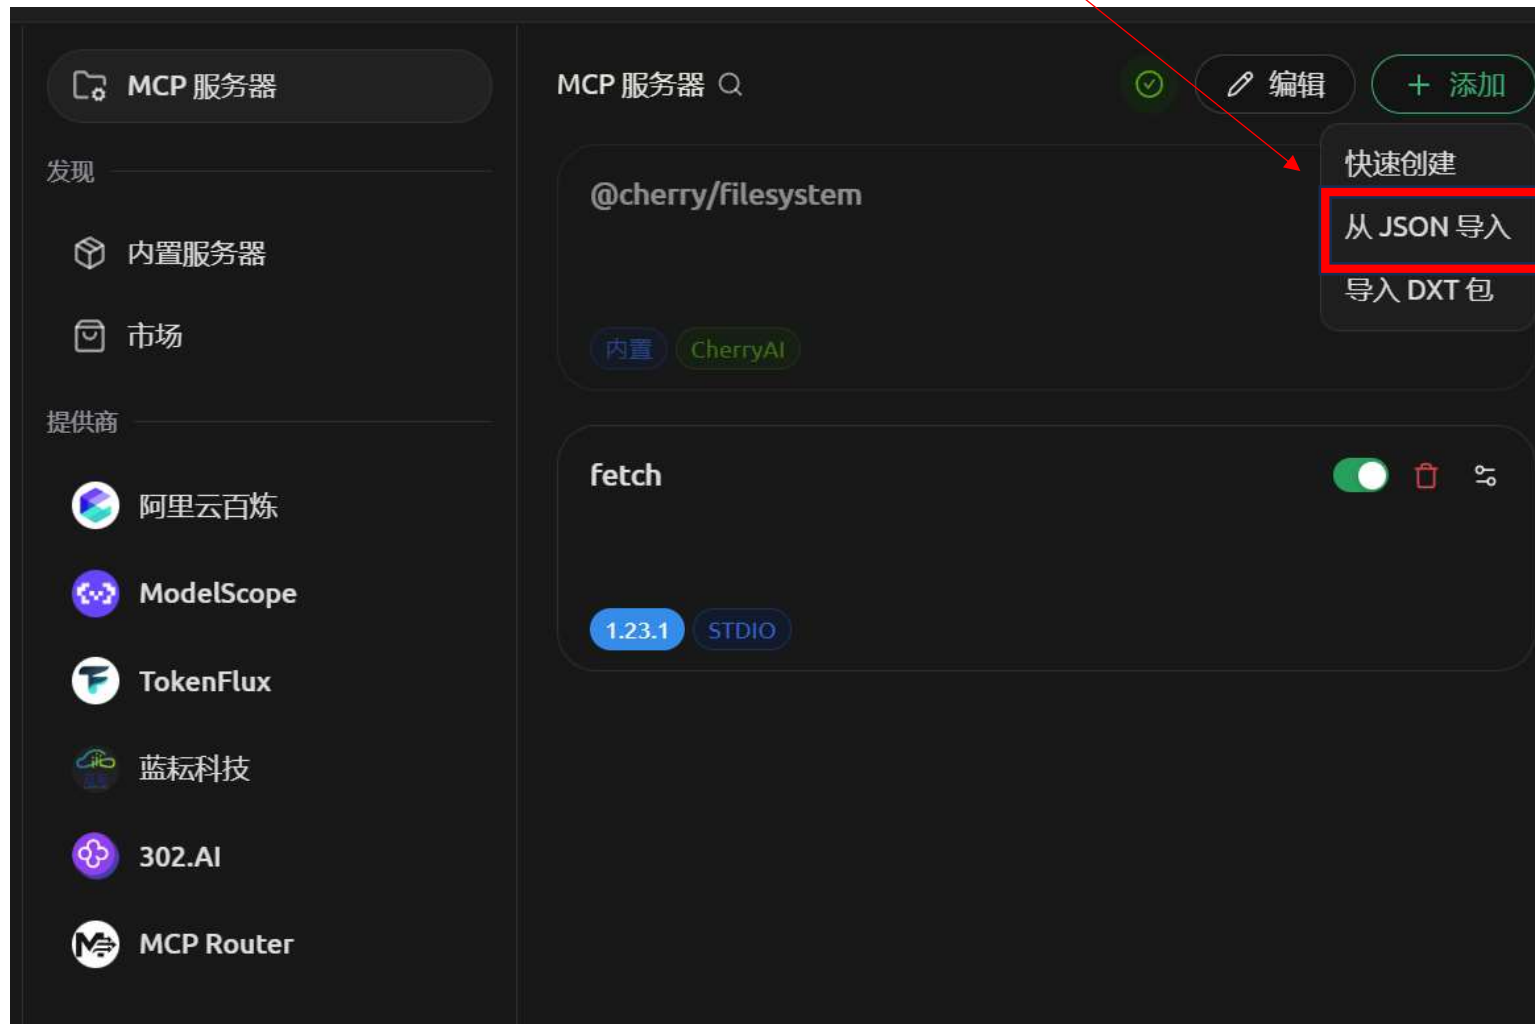 MCP 服务器
发现
内置服务器
市场
提供商
阿里云百炼
ModelScope
TokenFlux
蓝耘科技
302.AI
MCP Router
MCP 服务器
编辑
+ 添加
快速创建
从 JSON 导入
导入 DXT 包
@cherry/filesystem
内置
CherryAI
fetch
1.23.1
STDIO